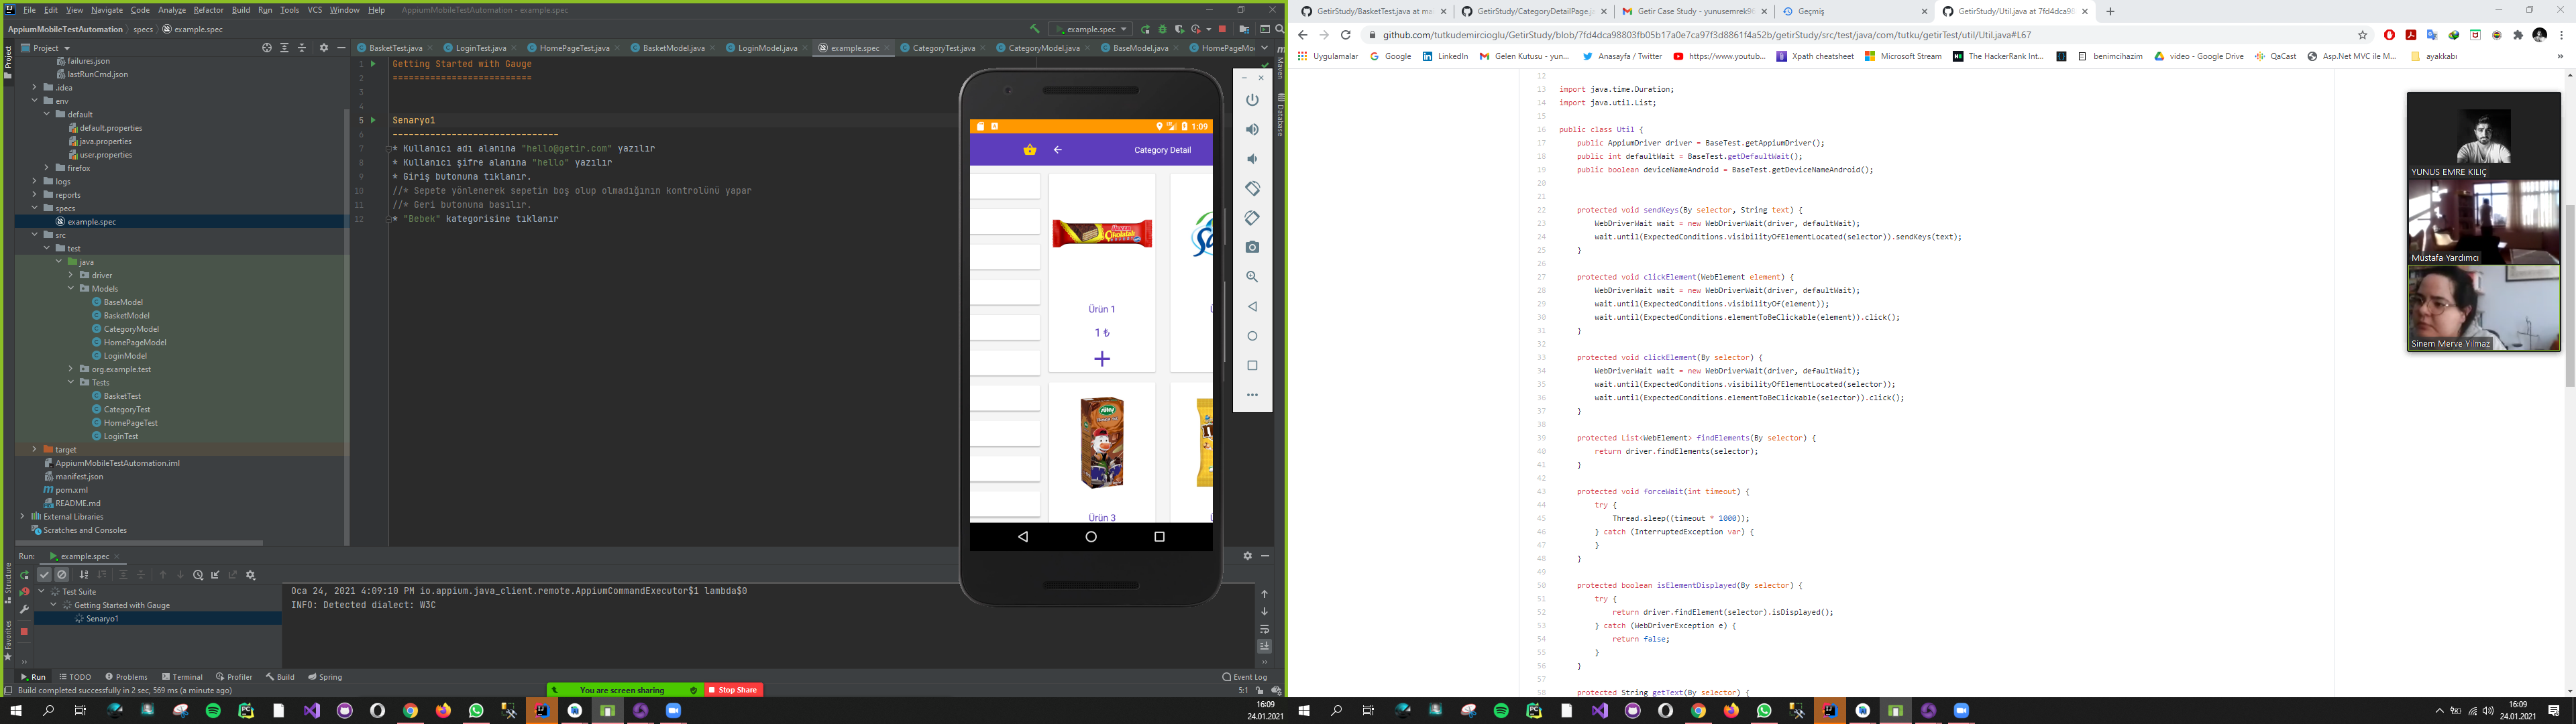 File Edit View Navigate Code Analyze Refactor Build Run Tools VCS Window Help AppiumMobileTestAutomation - example.spec
AppiumMobileTestAutomation specs example.spec
example.spec
Project
BasketTest.java LoginTest.java HomePageTest.java BasketModel.java LoginModel.java example.spec CategoryTest.java CategoryModel.java BaseModel.java HomePageMo
failures.json
lastRunCmd.json
.idea
env
default
default.properties
java.properties
user.properties
firefox
logs
reports
specs
example.spec
src
test
java
driver
Models
BaseModel
BasketModel
CategoryModel
HomePageModel
LoginModel
org.example.test
Tests
BasketTest
CategoryTest
HomePageTest
LoginTest
target
AppiumMobileTestAutomation.iml
manifest.json
pom.xml
README.md
External Libraries
Scratches and Consoles
Project
Structure
Favorites
Maven
Database
1 Getting Started with Gauge
2 =========================
3
4
5 Senaryo1
6 ------------------------------
7 * Kullanıcı adı alanına "hello@getir.com" yazılır
8 * Kullanıcı şifre alanına "hello" yazılır
9 * Giriş butonuna tıklanır.
10 //* Sepete yönlenerek sepetin boş olup olmadığının kontrolünü yapar
11 //* Geri butonuna basılır.
12 * "Bebek" kategorisine tıklanır
1:09
Category Detail
Ürün 1
1 ₺
Ürün 3
Run: example.spec
Test Suite
Getting Started with Gauge
Senaryo1
Oca 24, 2021 4:09:10 PM io.appium.java_client.remote.AppiumCommandExecutor$1 lambda$0
INFO: Detected dialect: W3C
Run TODO Problems Terminal Profiler Build Spring
Event Log
Build completed successfully in 2 sec, 569 ms (a minute ago)
You are screen sharing
Stop Share
5:1
16:09
24.01.2021
GetirStudy/BasketTest.java at ma GetirStudy/CategoryDetailPage.j Getir Case Study - yunusemrek9 Geçmiş GetirStudy/Util.java at 7fd4dca98
github.com/tutkudemircioglu/GetirStudy/blob/7fd4dca98803fb05b17a0e7ca97f3d8861f4a52b/getirStudy/src/test/java/com/tutku/getirTest/util/Util.java#L67
Uygulamalar Google LinkedIn Gelen Kutusu - yun... Anasayfa / Twitter https://www.youtub... Xpath cheatsheet Microsoft Stream The HackerRank Int... benimcihazim video - Google Drive QaCast Asp.Net MVC ile M... ayakkabı
12
13 import java.time.Duration;
14 import java.util.List;
15
16 public class Util {
17 public AppiumDriver driver = BaseTest.getAppiumDriver();
18 public int defaultWait = BaseTest.getDefaultWait();
19 public boolean deviceNameAndroid = BaseTest.getDeviceNameAndroid();
20
21
22 protected void sendKeys(By selector, String text) {
23 WebDriverWait wait = new WebDriverWait(driver, defaultWait);
24 wait.until(ExpectedConditions.visibilityOfElementLocated(selector)).sendKeys(text);
25 }
26
27 protected void clickElement(WebElement element) {
28 WebDriverWait wait = new WebDriverWait(driver, defaultWait);
29 wait.until(ExpectedConditions.visibilityOf(element));
30 wait.until(ExpectedConditions.elementToBeClickable(element)).click();
31 }
32
33 protected void clickElement(By selector) {
34 WebDriverWait wait = new WebDriverWait(driver, defaultWait);
35 wait.until(ExpectedConditions.visibilityOfElementLocated(selector));
36 wait.until(ExpectedConditions.elementToBeClickable(selector)).click();
37 }
38
39 protected List<WebElement> findElements(By selector) {
40 return driver.findElements(selector);
41 }
42
43 protected void forceWait(int timeout) {
44 try {
45 Thread.sleep((timeout * 1000));
46 } catch (InterruptedException var) {
47 }
48 }
49
50 protected boolean isElementDisplayed(By selector) {
51 try {
52 return driver.findElement(selector).isDisplayed();
53 } catch (WebDriverException e) {
54 return false;
55 }
56 }
57
58 protected String getText(By selector) {
YUNUS EMRE KILIÇ
Mustafa Yardımcı
Sinem Merve Yılmaz
16:09
24.01.2021